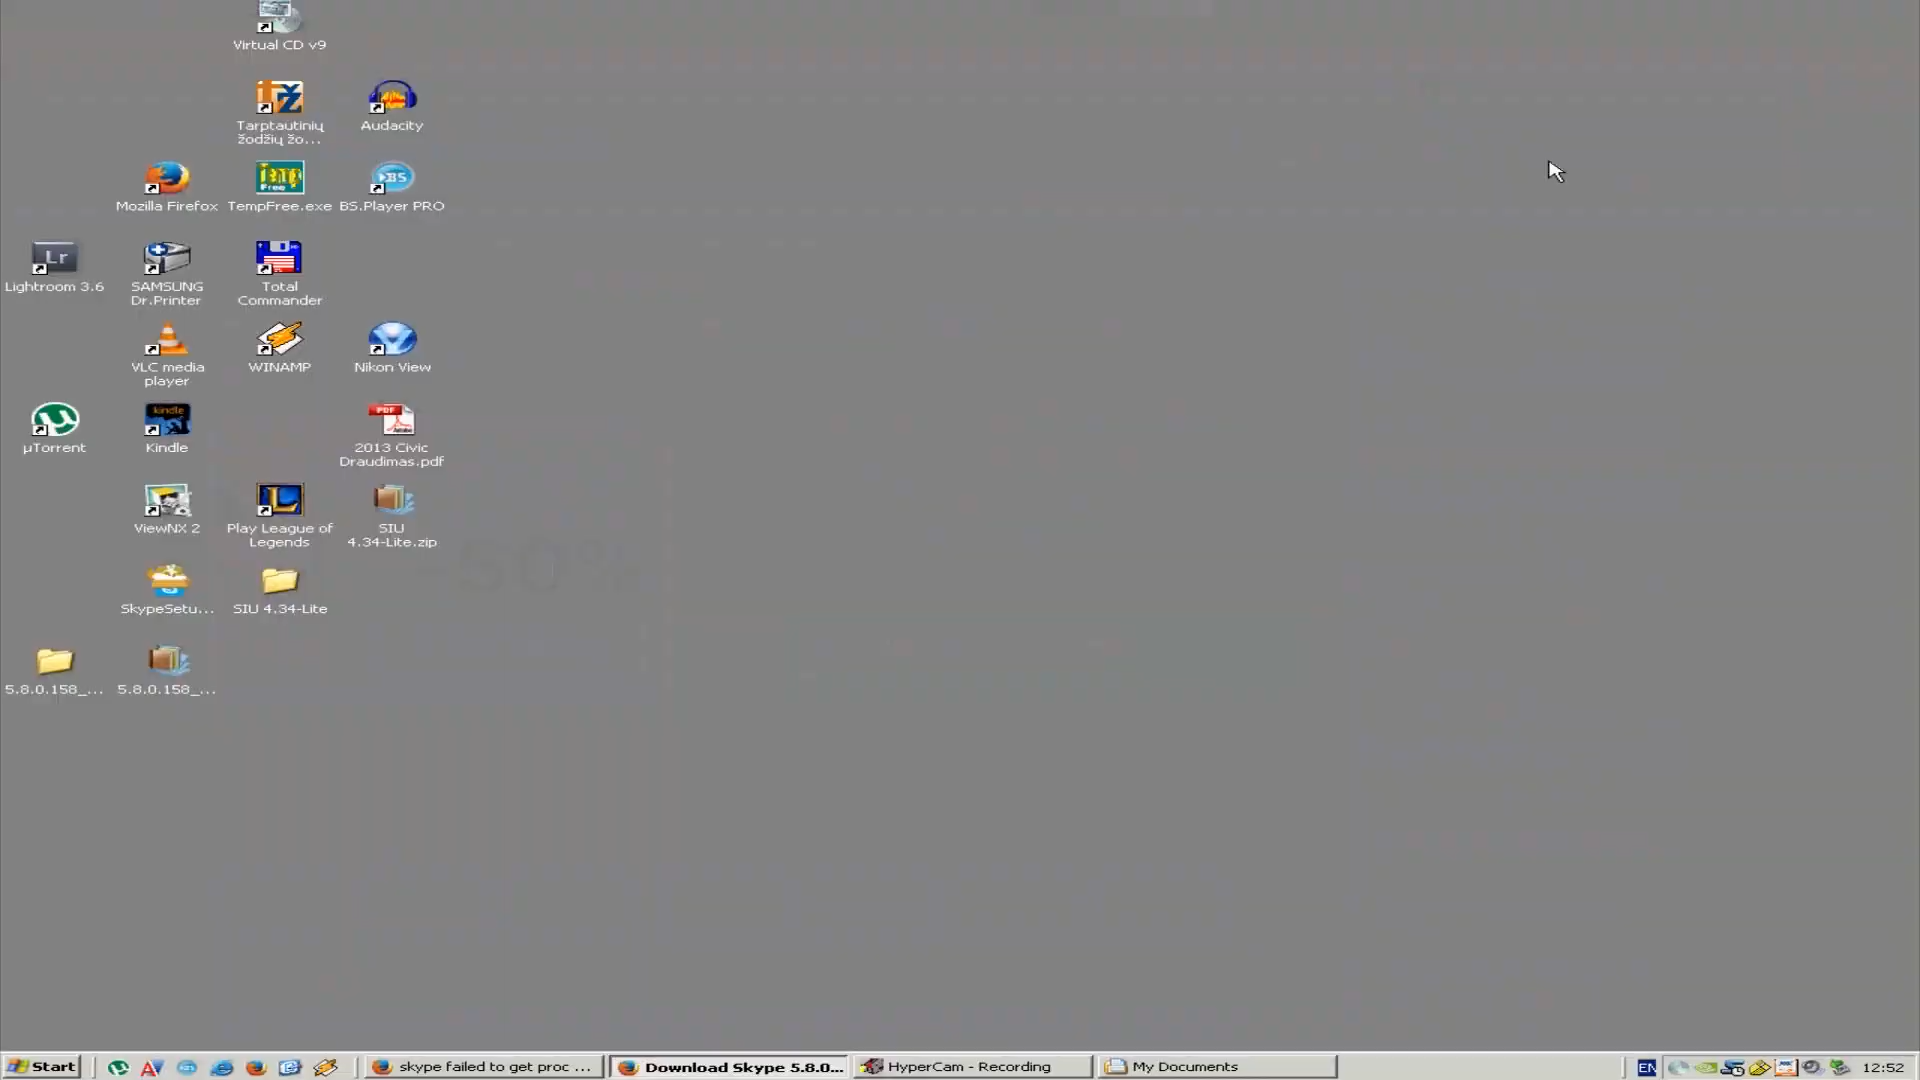 Virtual CD v9
Tarptautinių
žodžių žo...
Audacity
Mozilla Firefox
TempFree.exe
BS.Player PRO
Lightroom 3.6
SAMSUNG
Dr.Printer
Total
Commander
VLC media
player
WINAMP
Nikon View
µTorrent
Kindle
2013 Civic
Draudimas.pdf
ViewNX 2
Play League of
Legends
SIU
4.34-Lite.zip
SkypeSetu...
SIU 4.34-Lite
5.8.0.158_...
5.8.0.158_...
Start
skype failed to get proc ...
Download Skype 5.8.0...
HyperCam - Recording
My Documents
EN
12:52